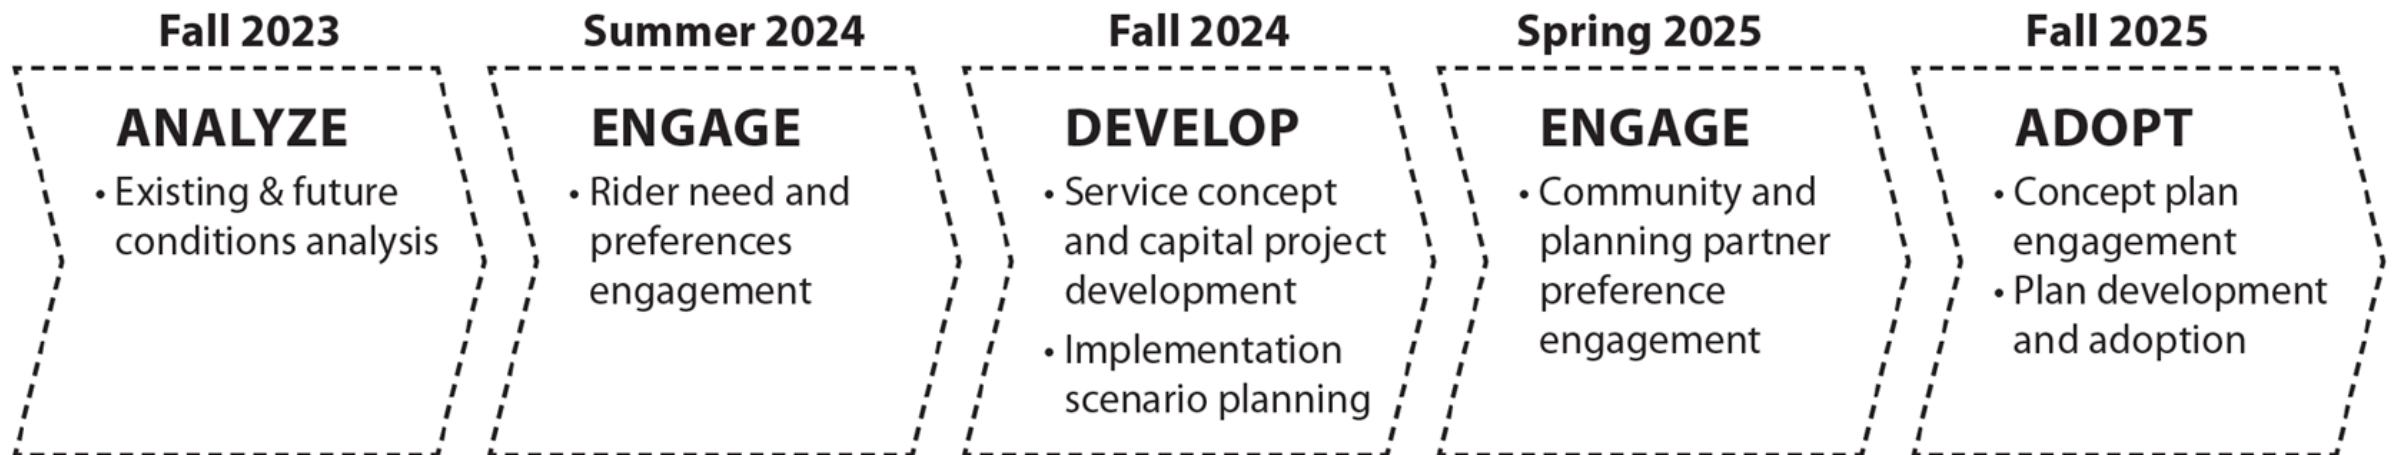 Fall 2023
ANALYZE
• Existing & future
conditions analysis
Summer 2024
ENGAGE
• Rider need and
preferences
engagement
Fall 2024
DEVELOP
• Service concept
and capital project
development
• Implementation
scenario planning
Spring 2025
ENGAGE
• Community and
planning partner
preference
engagement
Fall 2025
ADOPT
• Concept plan
engagement
• Plan development
and adoption